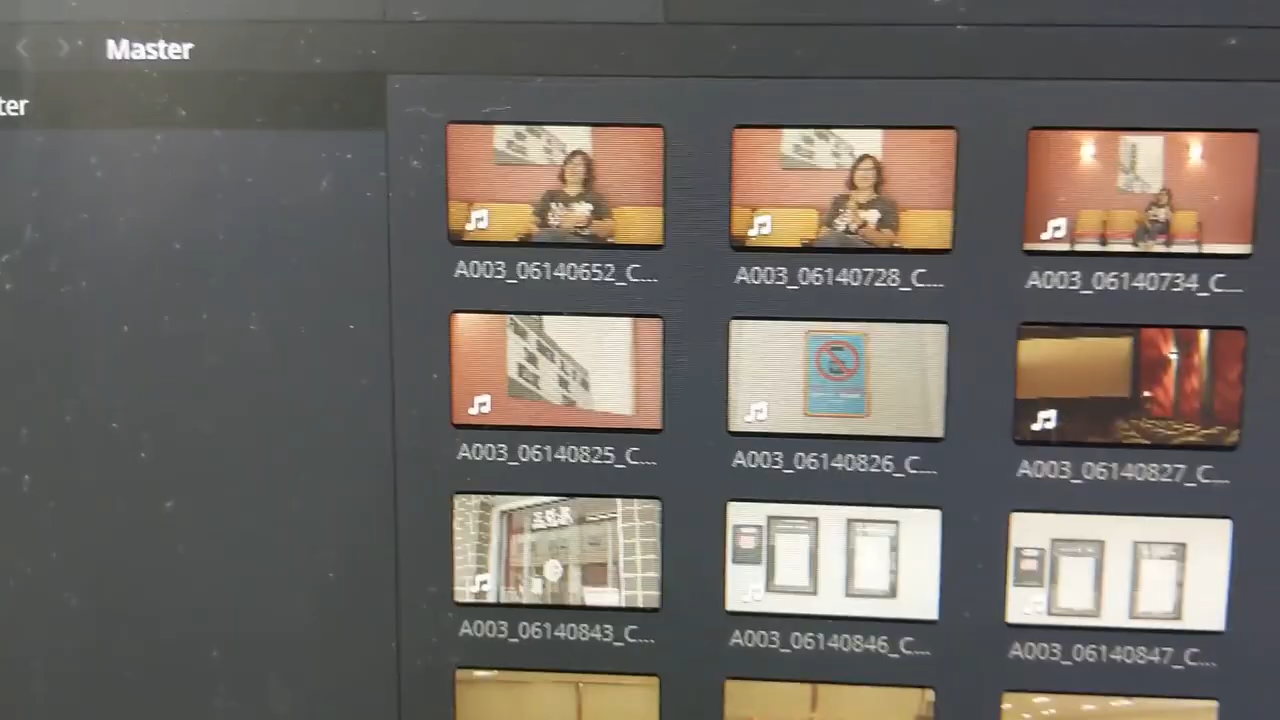 Master
ter
A003_06140652_C...
A003_06140728_C...
A003_06140734_C...
A003_06140825_C...
A003_06140826_C...
A003_06140827_C...
A003_06140843_C...
A003_06140846_C...
A003_06140847_C...